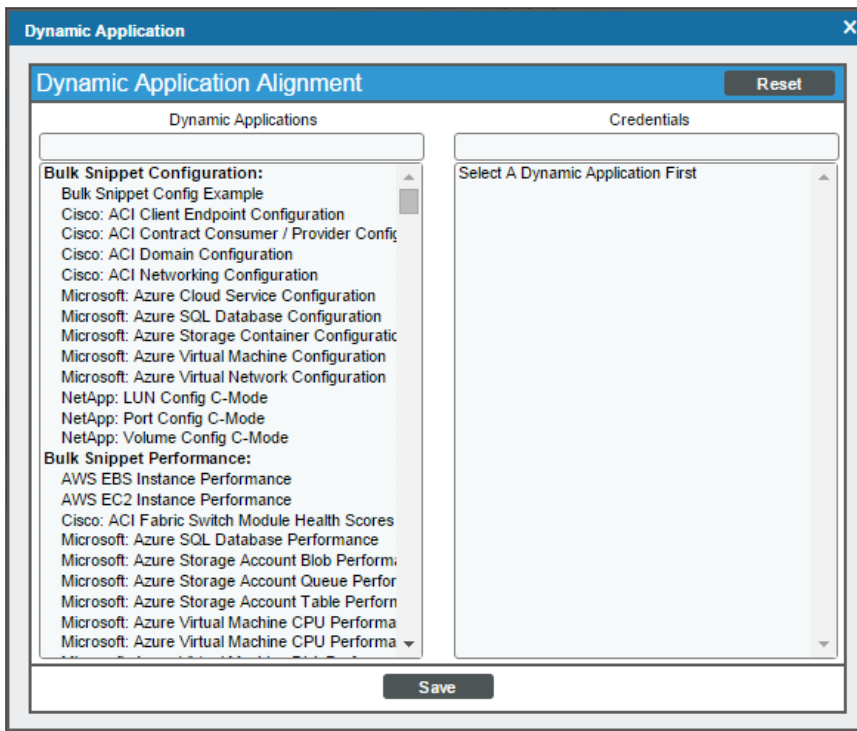 Dynamic Application
Dynamic Application Alignment
Reset
Dynamic Applications
Bulk Snippet Configuration:
Bulk Snippet Config Example
Cisco: ACI Client Endpoint Configuration
Cisco: ACI Contract Consumer / Provider Config
Cisco: ACI Domain Configuration
Cisco: ACI Networking Configuration
Microsoft: Azure Cloud Service Configuration
Microsoft: Azure SQL Database Configuration
Microsoft: Azure Storage Container Configuratic
Microsoft: Azure Virtual Machine Configuration
Microsoft: Azure Virtual Network Configuration
NetApp: LUN Config C-Mode
NetApp: Port Config C-Mode
NetApp: Volume Config C-Mode
Bulk Snippet Performance:
AWS EBS Instance Performance
AWS EC2 Instance Performance
Cisco: ACI Fabric Switch Module Health Scores
Microsoft: Azure SQL Database Performance
Microsoft: Azure Storage Account Blob Performa
Microsoft: Azure Storage Account Queue Perfor
Microsoft: Azure Storage Account Table Perform
Microsoft: Azure Virtual Machine CPU Performa
Microsoft: Azure Virtual Machine CPU Performa
Credentials
Select A Dynamic Application First
Save